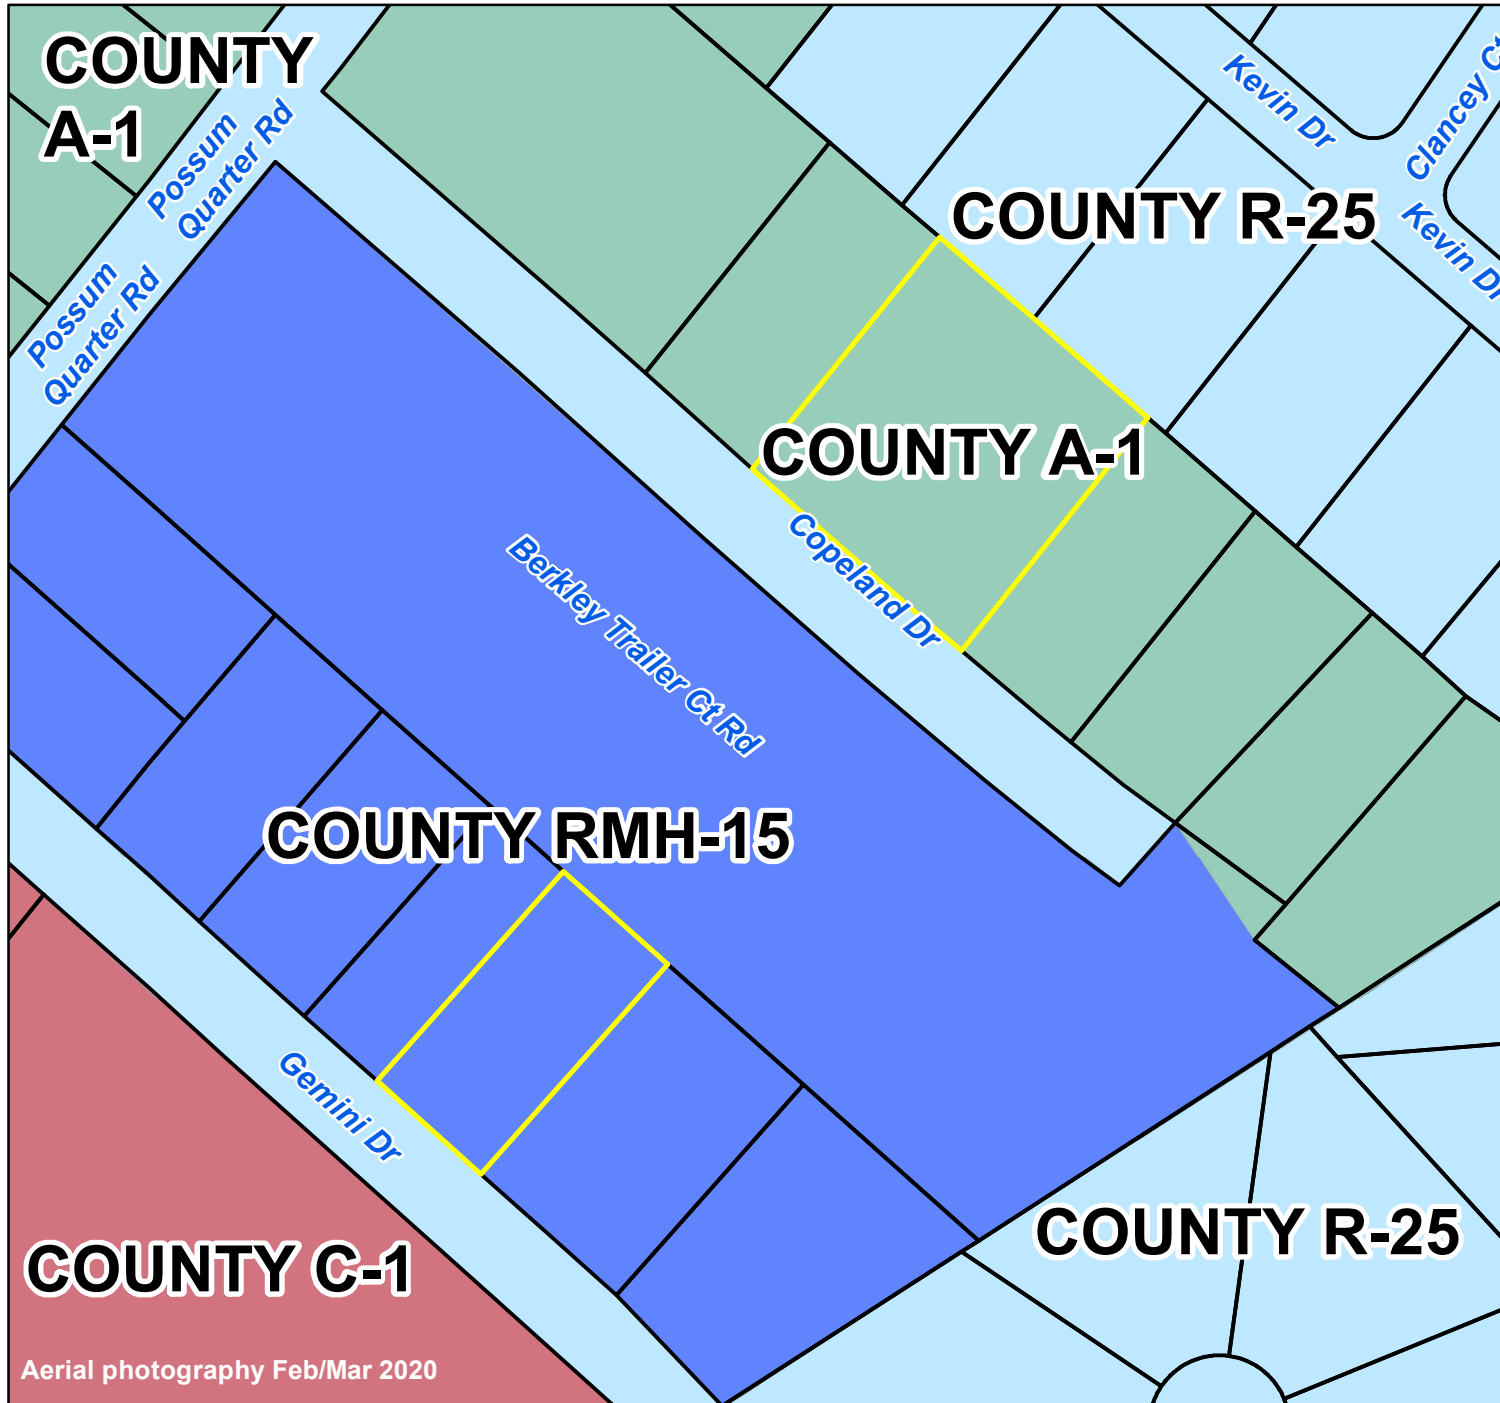 COUNTY
A-1
Possum
Quarter Rd
Possum
Quarter Rd
Kevin Dr
Clancey Ct
Kevin Dr
COUNTY R-25
COUNTY A-1
Copeland Dr
Berkley Trailer Ct Rd
COUNTY RMH-15
Gemini Dr
COUNTY R-25
COUNTY C-1
Aerial photography Feb/Mar 2020